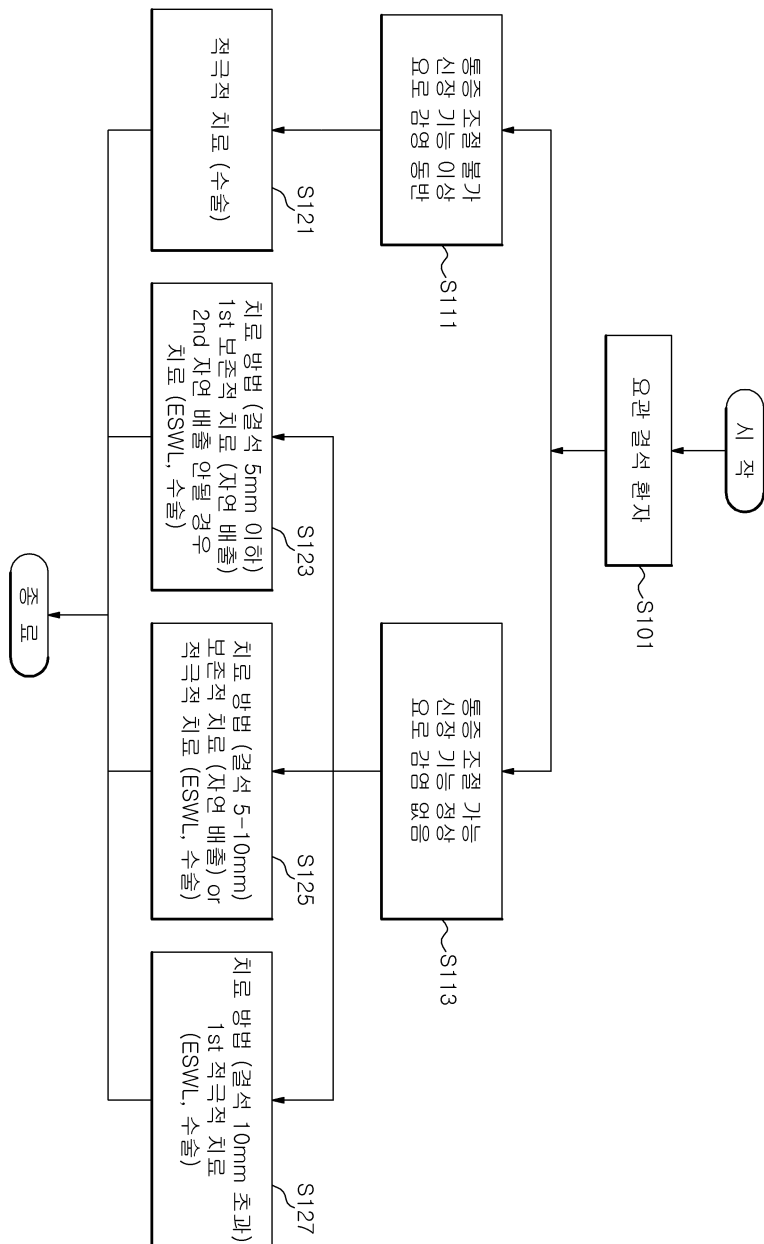 시 작
요관 결석 환자
S101
통증 조절 불가
신장 기능 이상
요로 감염 동반
S111
통증 조절 가능
신장 기능 정상
요로 감염 없음
S113
적극적 치료 (수술)
S121
치료 방법 (결석 5mm 이하)
1st 보존적 치료 (자연 배출)
2nd 자연 배출 안될 경우
치료 (ESWL, 수술)
S123
치료 방법 (결석 5-10mm)
보존적 치료 (자연 배출) or
적극적 치료 (ESWL, 수술)
S125
치료 방법 (결석 10mm 초과)
1st 적극적 치료
(ESWL, 수술)
S127
종 료